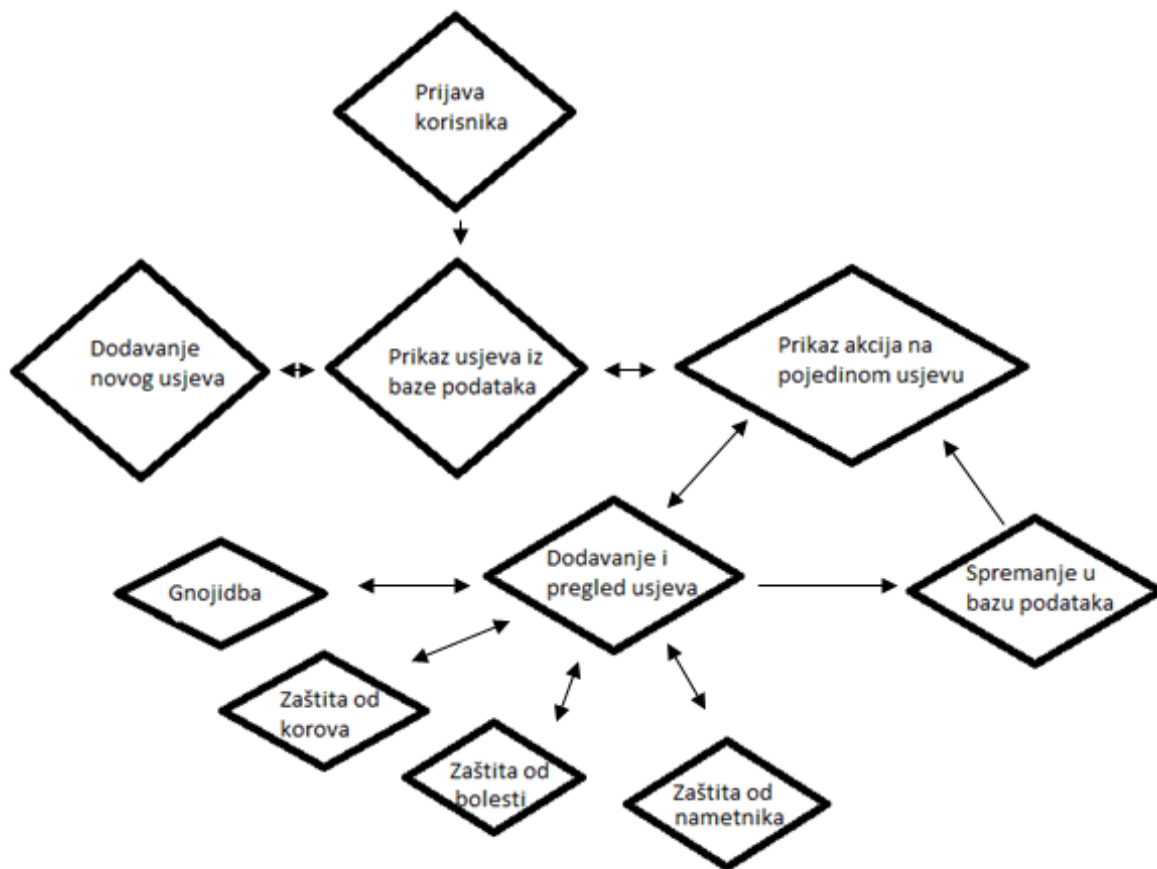 Prijava
korisnika
Dodavanje
novog usjeva
Prikaz usjeva iz
baze podataka
Prikaz akcija na
pojedinom usjevu
Dodavanje i
pregled usjeva
Spremanje u
bazu podataka
Gnojidba
Zaštita od
korova
Zaštita od
bolesti
Zaštita od
nametnika